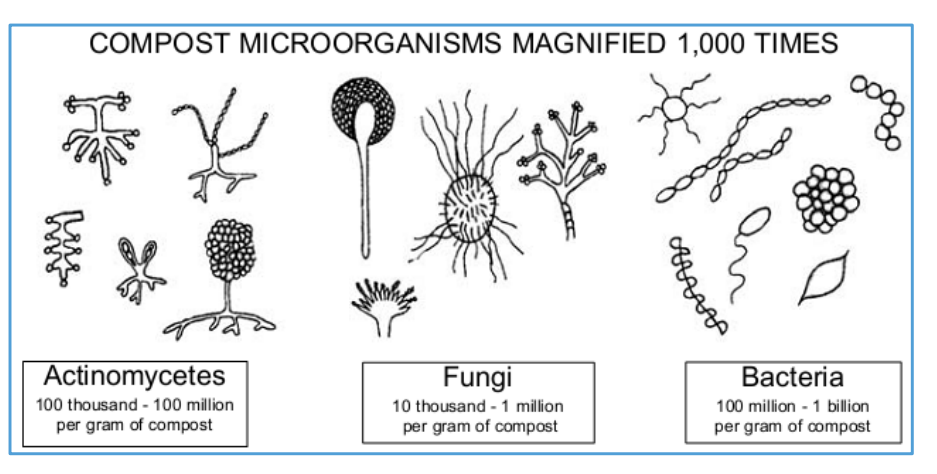 COMPOST MICROORGANISMS MAGNIFIED 1,000 TIMES
Actinomycetes
100 thousand - 100 million
per gram of compost
Fungi
10 thousand - 1 million
per gram of compost
Bacteria
100 million - 1 billion
per gram of compost